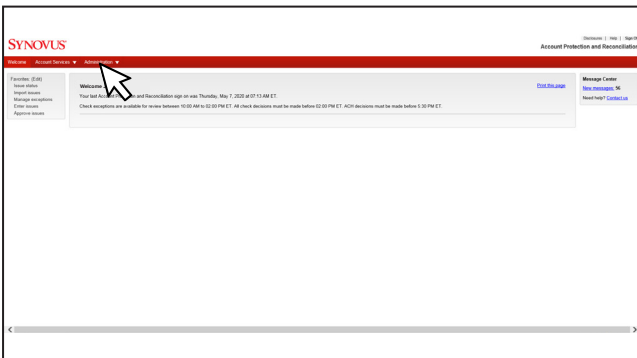 Disclosures | Help | Sign Off
SYNOVUS
Account Protection and Reconciliation
Welcome Account Services Administration
Favorites: (Edit)
Issue status
Import issues
Manage exceptions
Enter issues
Approve issues
Welcome
Print this page
Your last Account and Reconciliation sign on was Thursday, May 7, 2020 at 07:13 AM ET.
Check exceptions are available for review between 10:00 AM to 02:00 PM ET. All check decisions must be made before 02:00 PM ET. ACH decisions must be made before 5:30 PM ET.
Message Center
New messages: 56
Need help? Contact us